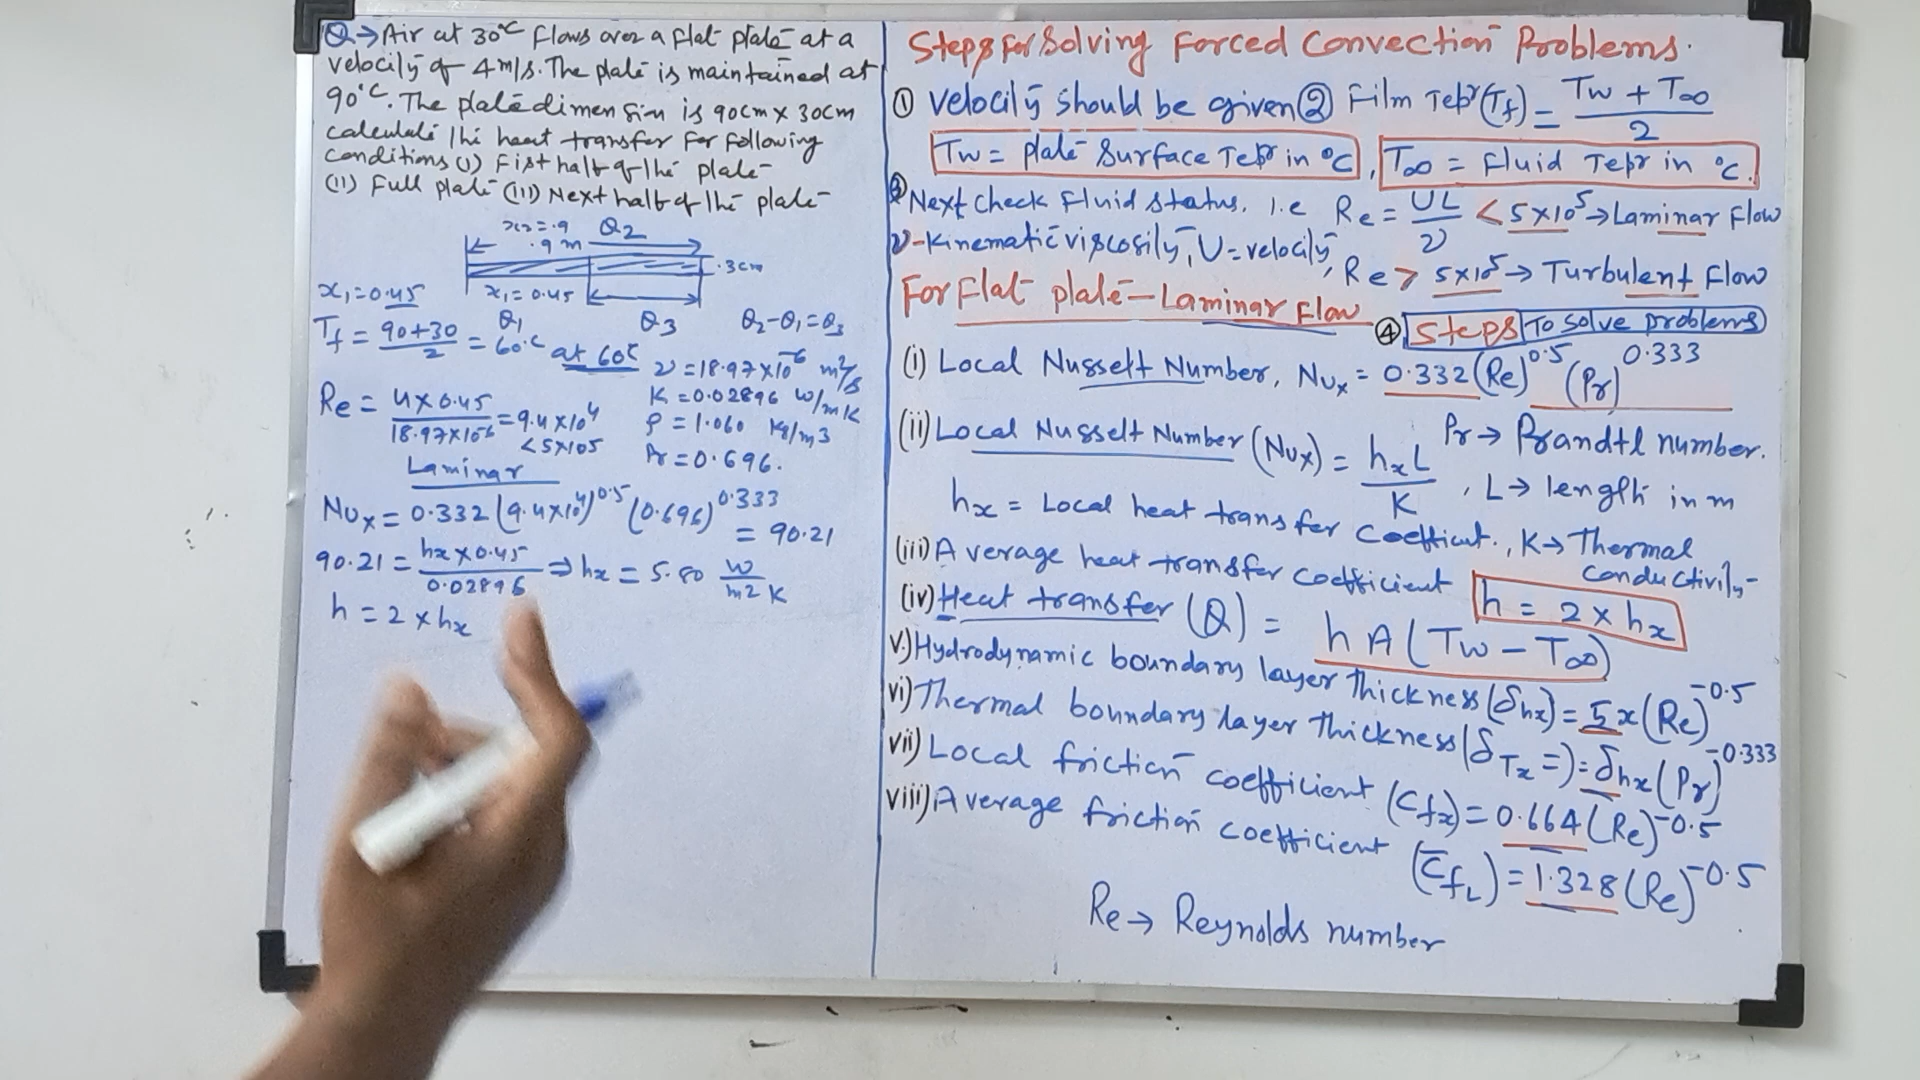 Q→ Air at 30°C flows over a flat plate at a
velocity of 4m/s. The plate is maintained at
90°C. The plate dimension is 90cm x 30cm
calculate the heat transfer for following
conditions (i) Fist half of the plate
(ii) Full plate (iii) Next half of the plate
x₂ = .9 Q₂
.9 m
.3cm
x₁ = 0.45
x₁ = 0.45
Q₁ Q₃ Q₂-Q₁=Q₃
Tf = 90+30/2 = 60°C at 60°C ν = 18.97x10⁻⁶ m²/s
K = 0.02896 W/mK
Re = 4x0.45/18.97x10⁻⁶ = 9.4x10⁴ ρ = 1.060 Kg/m3
<5x105 Pr = 0.696.
Laminar
Nux = 0.332 (9.4x10⁴)^0.5 (0.696)^0.333
= 90.21
90.21 = hx x 0.45/0.02896 ⇒ hx = 5.80 W/m2 K
h = 2 x hx
Steps For Solving Forced Convection Problems.
① Velocity should be given ② Film Tepr (Tf) = Tw + T∞/2
Tw = plate Surface Tepr in °C, T∞ = Fluid Tepr in °C.
③ Next Check Fluid status, i.e Re = UL/ν < 5x10⁵→ Laminar Flow
ν-Kinematic viscosity, U=velocity, Re > 5x10⁵ → Turbulent Flow
For Flat plate - Laminar Flow
④ Steps To solve problems
(i) Local Nusselt Number, Nux = 0.332 (Re)^0.5 (Pr)^0.333
Pr → Prandtl number.
(ii) Local Nusselt Number (Nux) = hxL/K, L→ length in m
hx = Local heat transfer Coefficient., K→ Thermal
conductivity
(iii) Average heat transfer coefficient h = 2 x hx
(iv) Heat transfer (Q) = hA(Tw - T∞)
v.) Hydrodynamic boundary layer thickness (δhx) = 5x(Re)^-0.5
vi) Thermal boundary layer thickness (δTx =) = δhx (Pr)^-0.333
vii) Local friction coefficient (Cfx) = 0.664 (Re)^-0.5
viii) Average friction coefficient (C̄fL) = 1.328 (Re)^-0.5
Re → Reynolds number